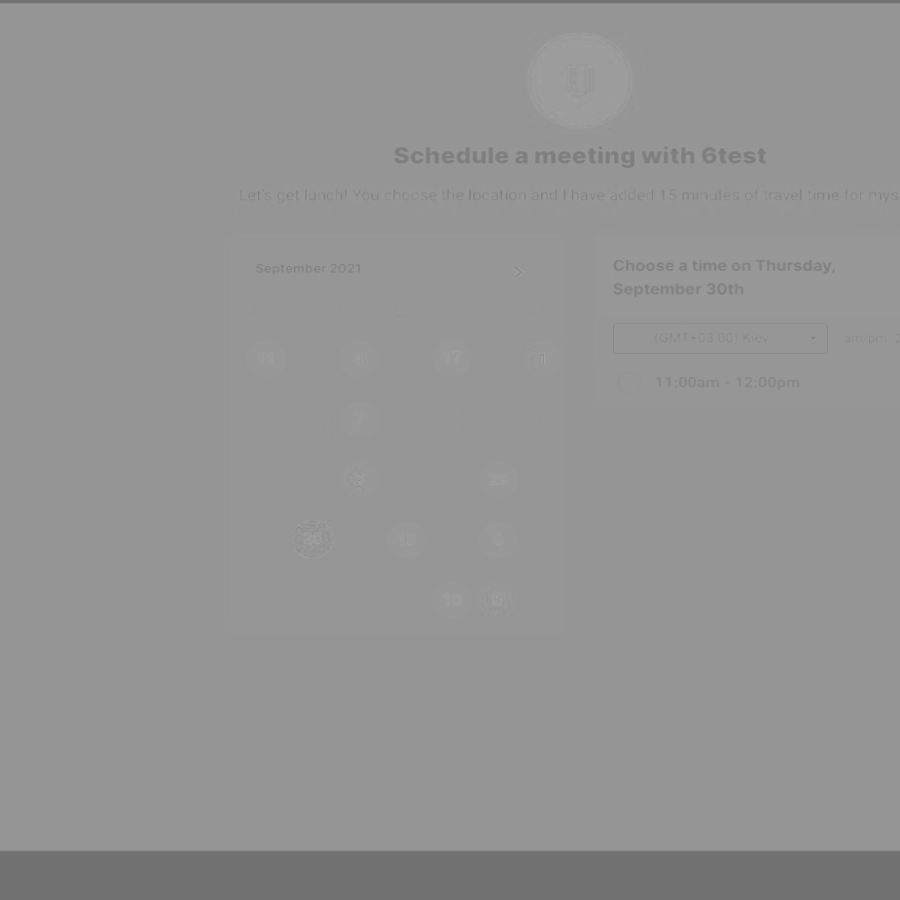 Schedule a meeting with 6test
Let's get lunch! You choose the location and I have added 15 minutes of travel time for mys
September 2021
Choose a time on Thursday,
September 30th
(GMT+03:00) Kiev
am/pm
11:00am - 12:00pm